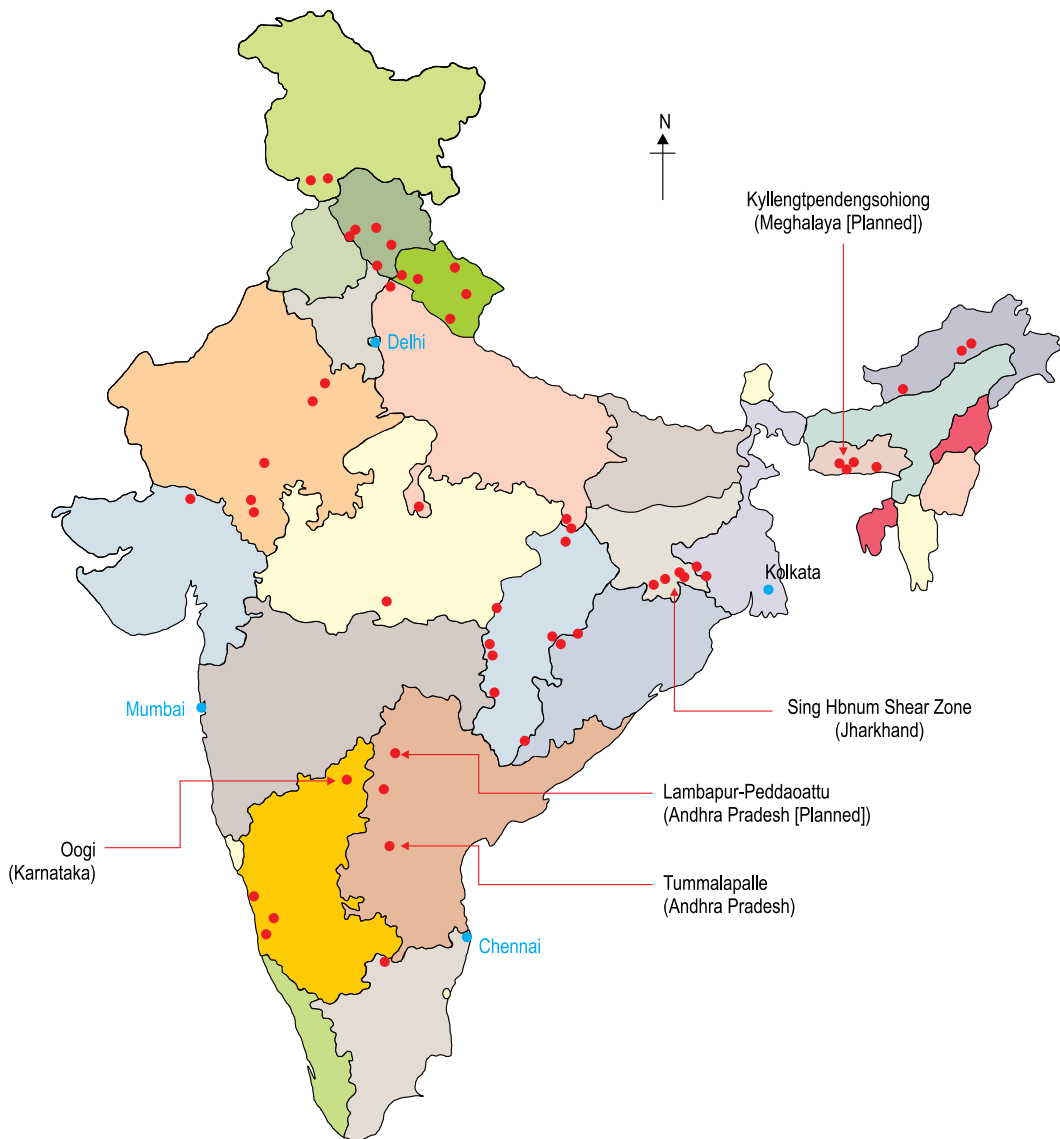 N
Kyllengtpendengsohiong
(Meghalaya [Planned])
Delhi
Kolkata
Mumbai
Sing Hbnum Shear Zone
(Jharkhand)
Lambapur-Peddaoattu
(Andhra Pradesh [Planned])
Oogi
(Karnataka)
Tummalapalle
(Andhra Pradesh)
Chennai